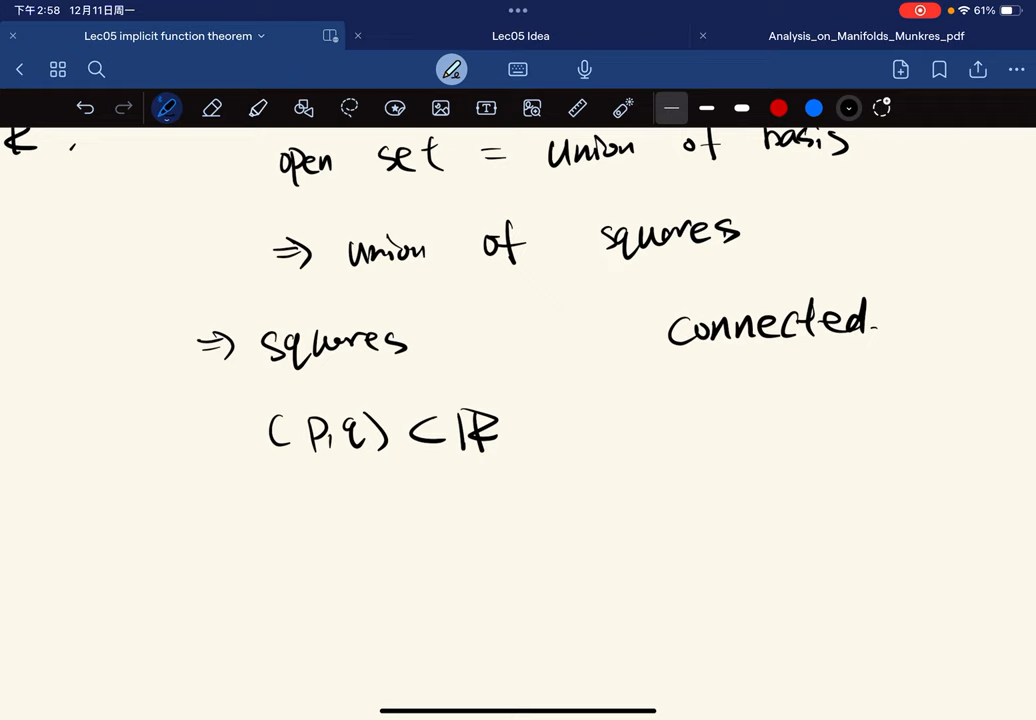 下午2:58 12月11日周一
61%
Lec05 implicit function theorem
Lec05 Idea
Analysis_on_Manifolds_Munkres_pdf
open set = union of basis
⇒ union of squares
connected.
⇒ squares
(p,q) ⊂ ℝ